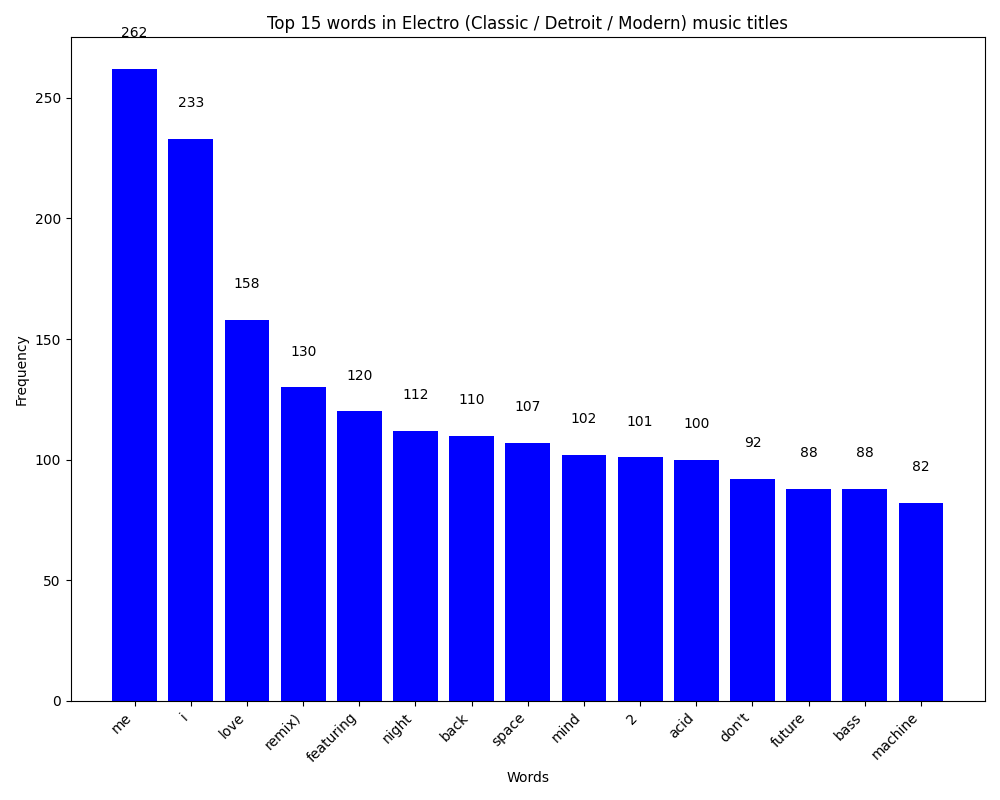 Top 15 words in Electro (Classic / Detroit / Modern) music titles
262
233
158
130
120
112
110
107
102
101
100
92
88
88
82
250
200
150
100
50
0
Frequency
me
i
love
remix)
featuring
night
back
space
mind
2
acid
don't
future
bass
machine
Words